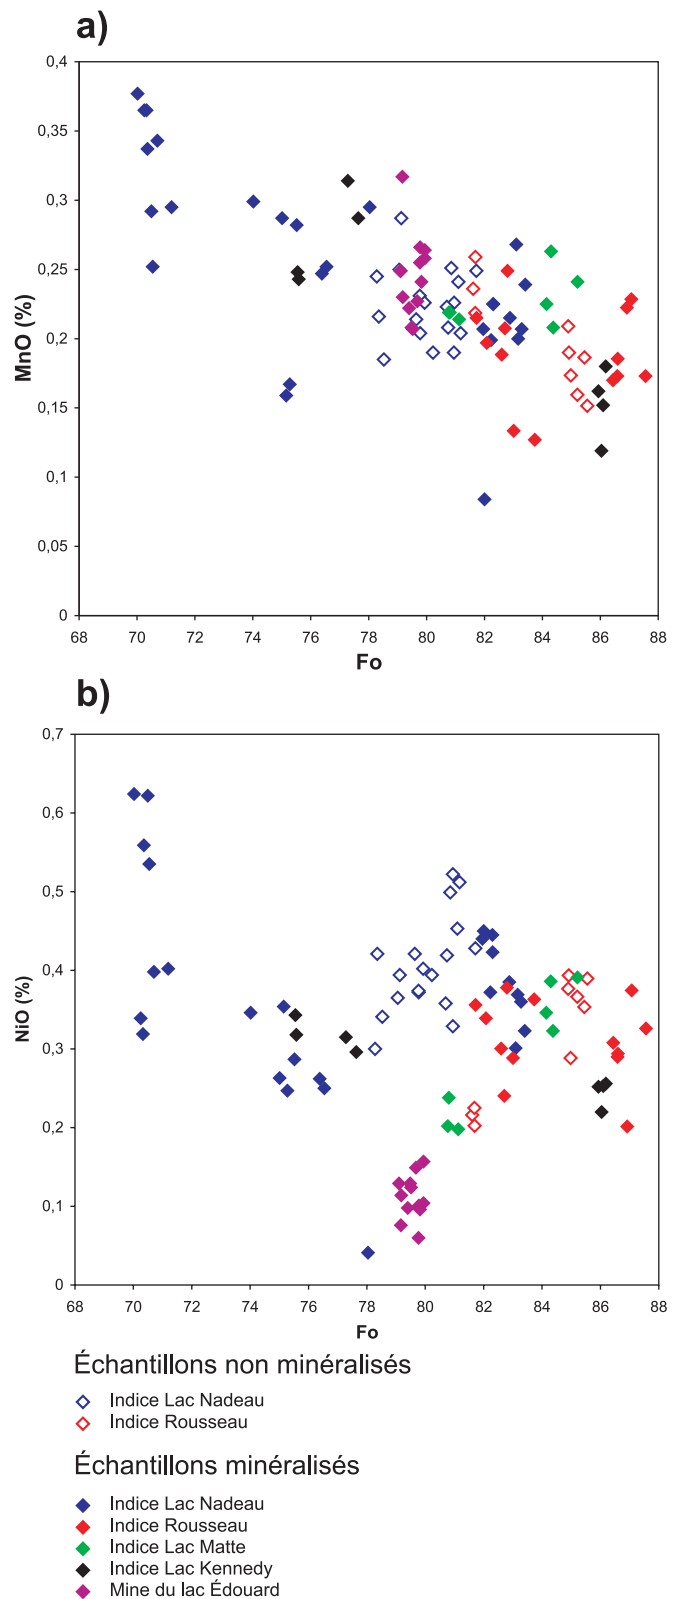 a)
0,4
0,35
0,3
0,25
0,2
0,15
0,1
0,05
0
MnO (%)
68 70 72 74 76 78 80 82 84 86 88
Fo
b)
0,7
0,6
0,5
0,4
0,3
0,2
0,1
0
NiO (%)
68 70 72 74 76 78 80 82 84 86 88
Fo
Échantillons non minéralisés
Indice Lac Nadeau
Indice Rousseau
Échantillons minéralisés
Indice Lac Nadeau
Indice Rousseau
Indice Lac Matte
Indice Lac Kennedy
Mine du lac Édouard